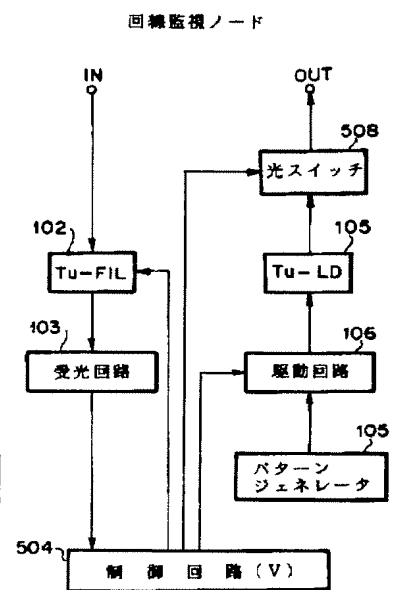 回線監視ノード
IN
OUT
508
光スイッチ
102
Tu-FIL
105
Tu-LD
103
受光回路
106
駆動回路
105
パターン
ジェネレータ
504
制御回路(V)